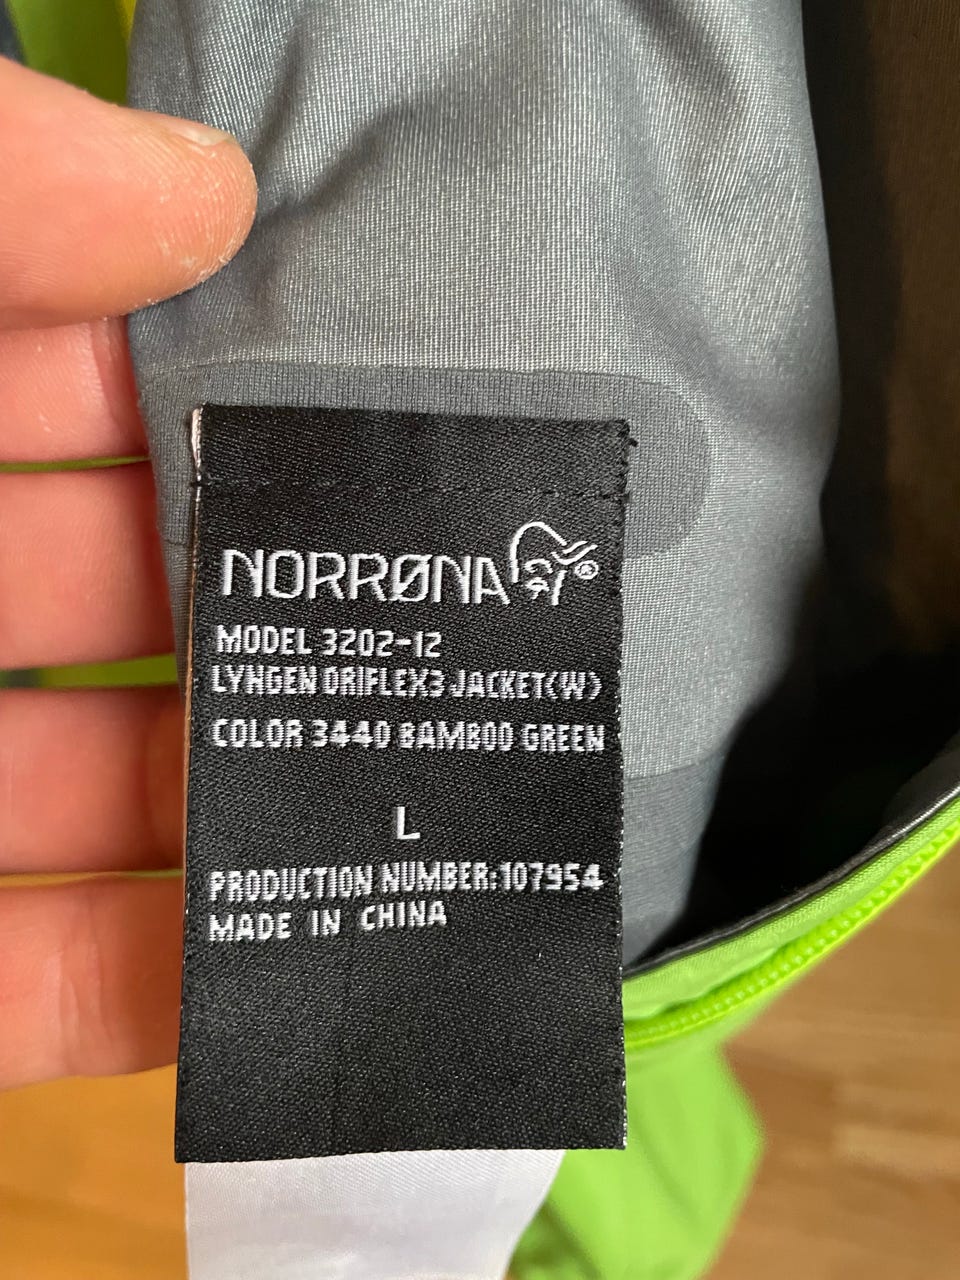 NORRØNA
MODEL 3202-12
LYNGEN DRIFLEX3 JACKET(W)
COLOR 3440 BAMBOO GREEN
L
PRODUCTION NUMBER:107954
MADE IN CHINA